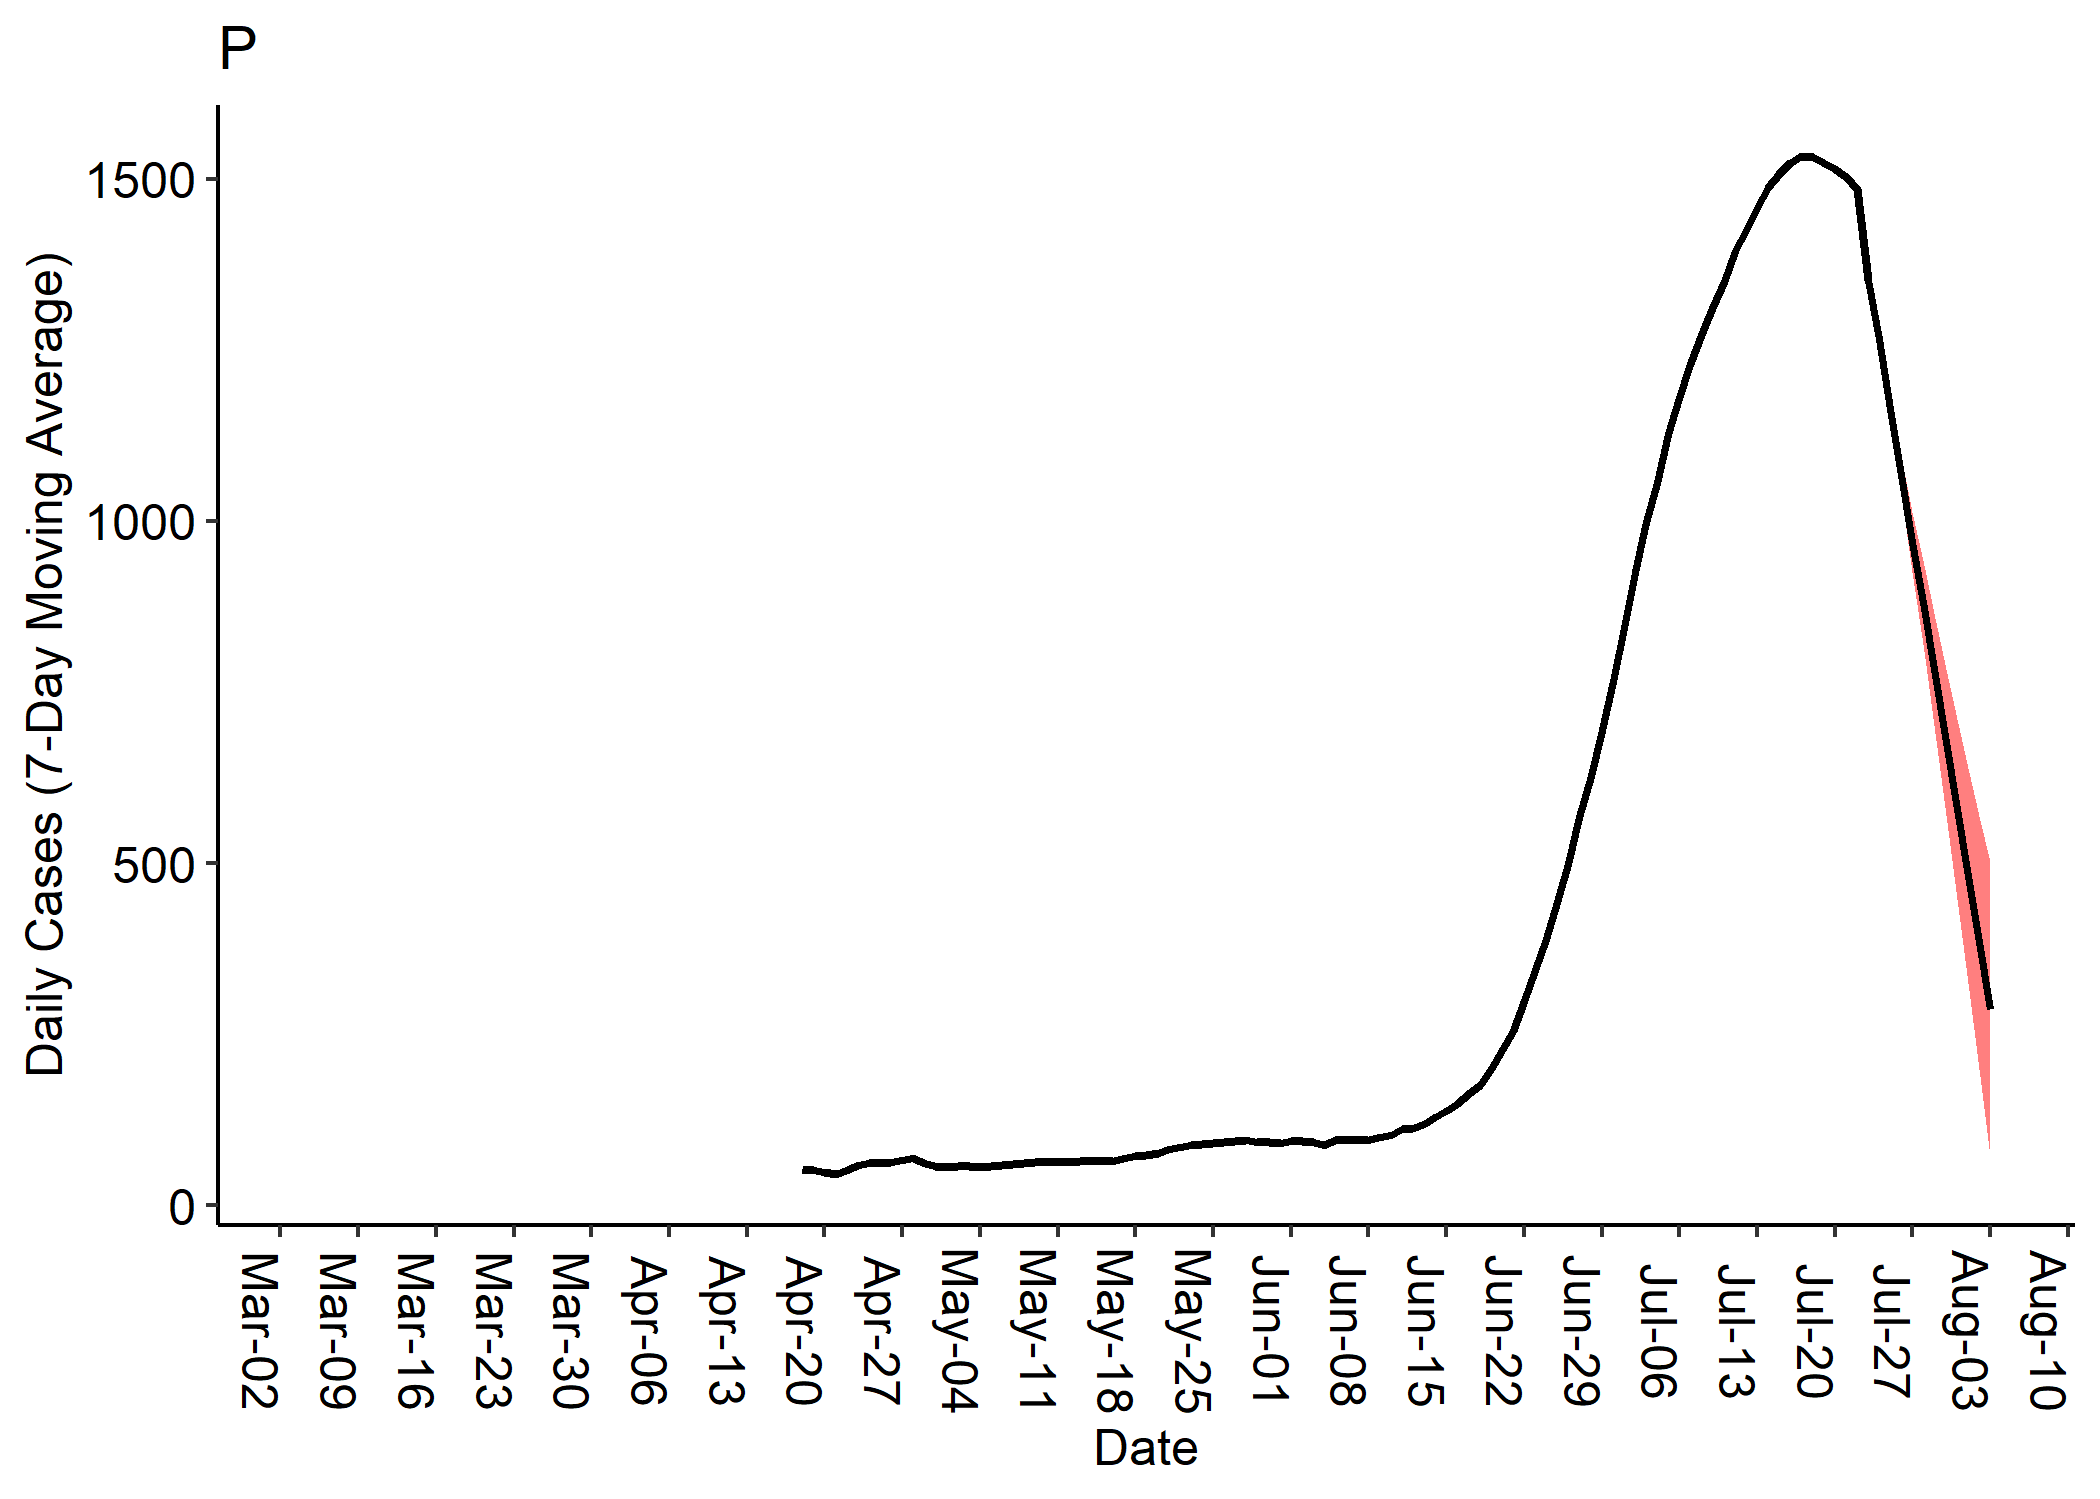 P
Daily Cases (7-Day Moving Average)
1500
1000
500
0
Mar-02
Mar-09
Mar-16
Mar-23
Mar-30
Apr-06
Apr-13
Apr-20
Apr-27
May-04
May-11
May-18
May-25
Jun-01
Jun-08
Jun-15
Jun-22
Jun-29
Jul-06
Jul-13
Jul-20
Jul-27
Aug-03
Aug-10
Date